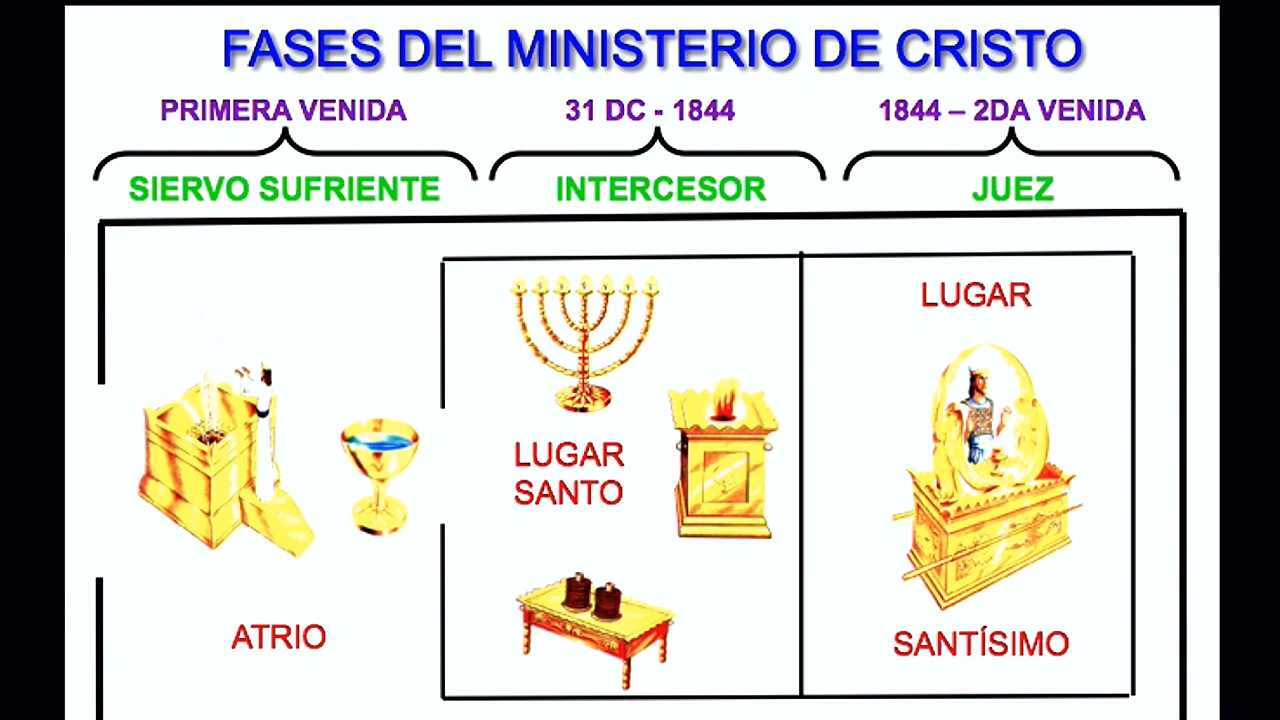 FASES DEL MINISTERIO DE CRISTO
PRIMERA VENIDA
31 DC - 1844
1844 – 2DA VENIDA
SIERVO SUFRIENTE
INTERCESOR
JUEZ
LUGAR
LUGAR
SANTO
ATRIO
SANTÍSIMO